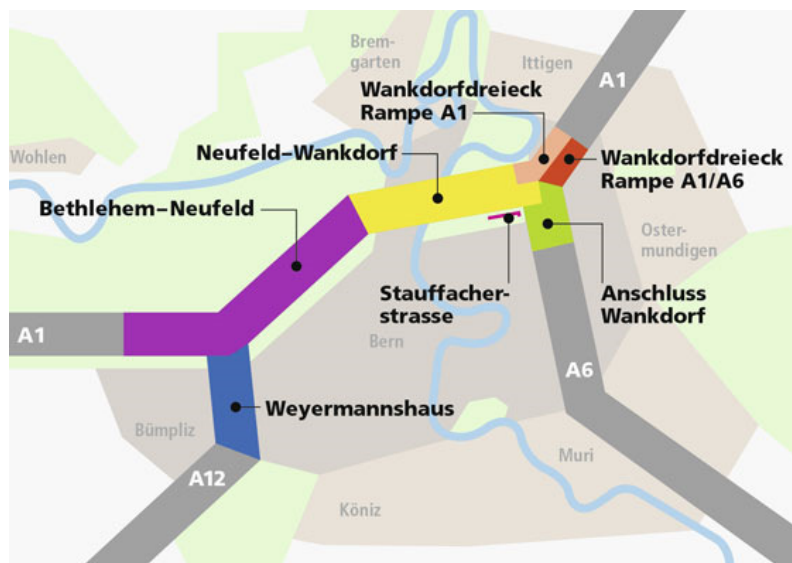 Brem-
garten
Ittigen
A1
Wankdorfdreieck
Rampe A1
Wohlen
Neufeld–Wankdorf
Wankdorfdreieck
Rampe A1/A6
Bethlehem–Neufeld
Oster-
mundigen
Stauffacher-
strasse
Anschluss
Wankdorf
A1
Bern
A6
Weyermannshaus
Bümpliz
Muri
A12
Köniz